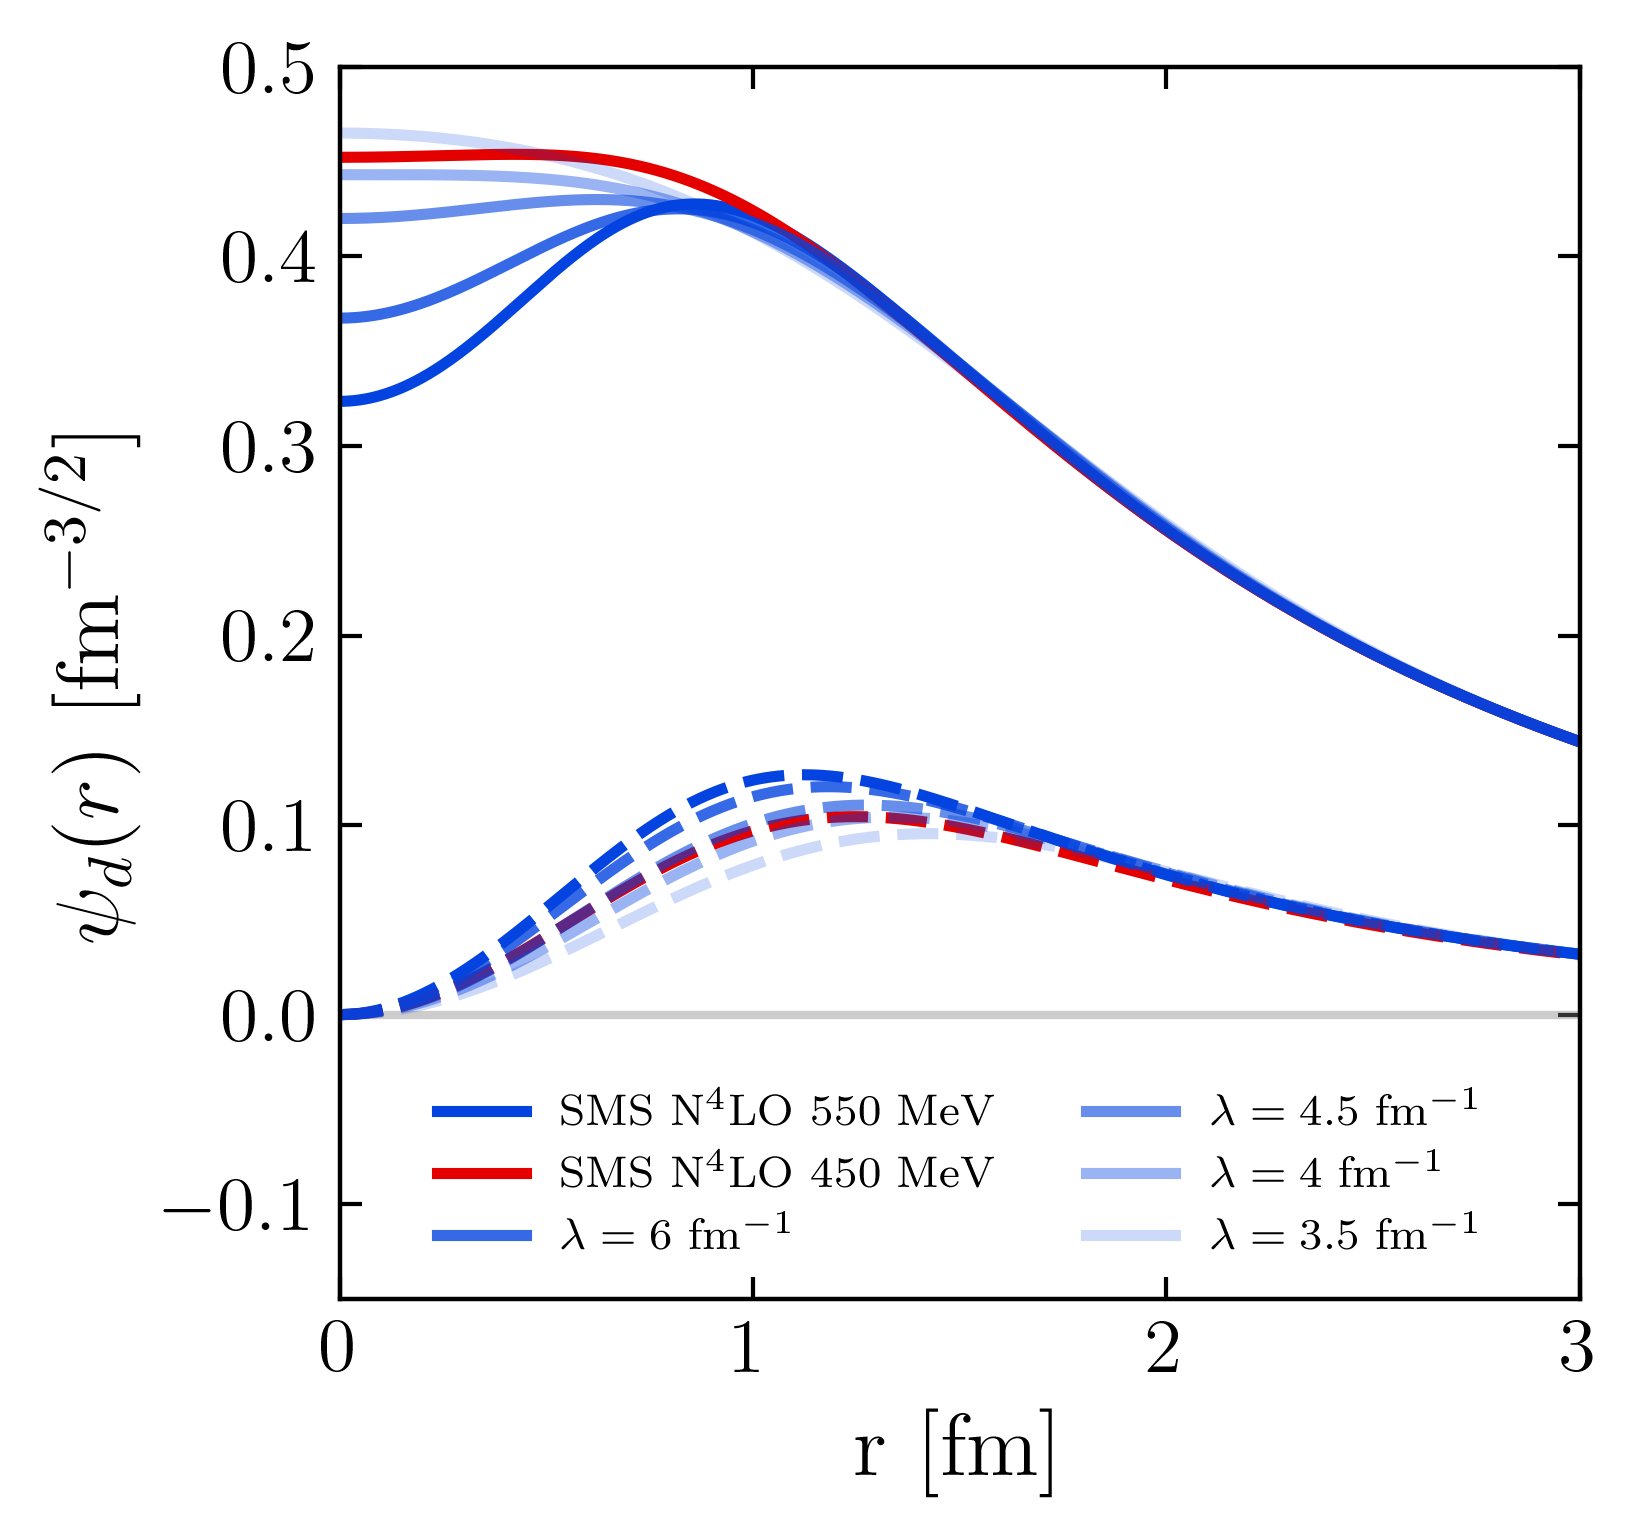 0.5
0.4
0.3
0.2
0.1
0.0
−0.1
ψ_d(r) [fm^{−3/2}]
SMS N⁴LO 550 MeV
SMS N⁴LO 450 MeV
λ = 6 fm⁻¹
λ = 4.5 fm⁻¹
λ = 4 fm⁻¹
λ = 3.5 fm⁻¹
0 1 2 3
r [fm]